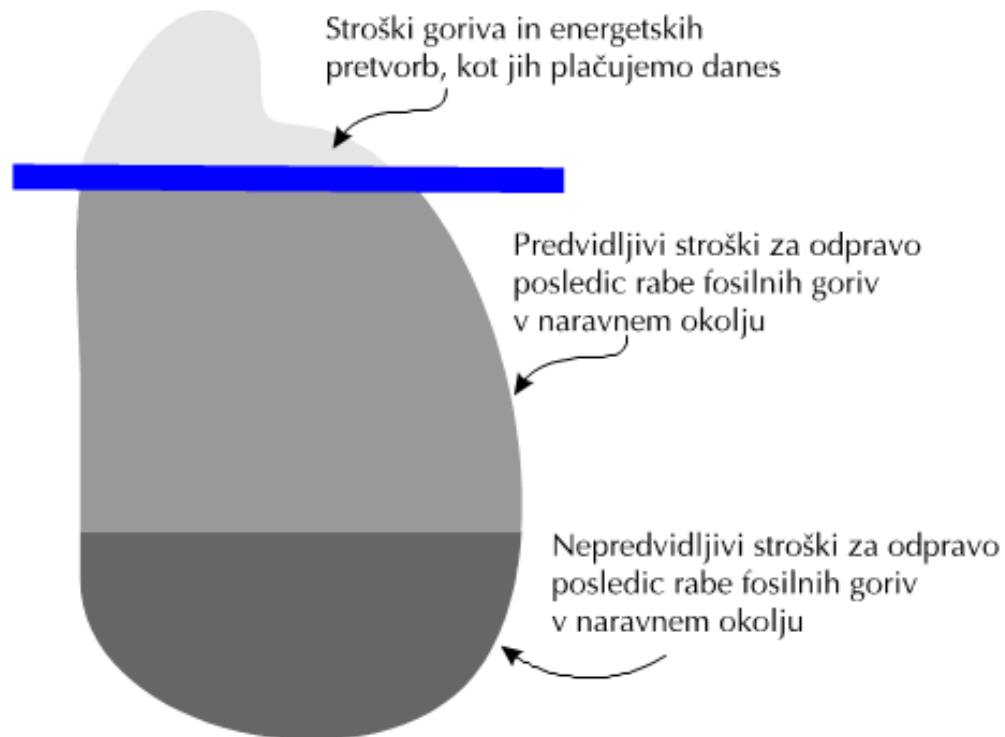 Stroški goriva in energetskih
pretvorb, kot jih plačujemo danes
Predvidljivi stroški za odpravo
posledic rabe fosilnih goriv
v naravnem okolju
Nepredvidljivi stroški za odpravo
posledic rabe fosilnih goriv
v naravnem okolju